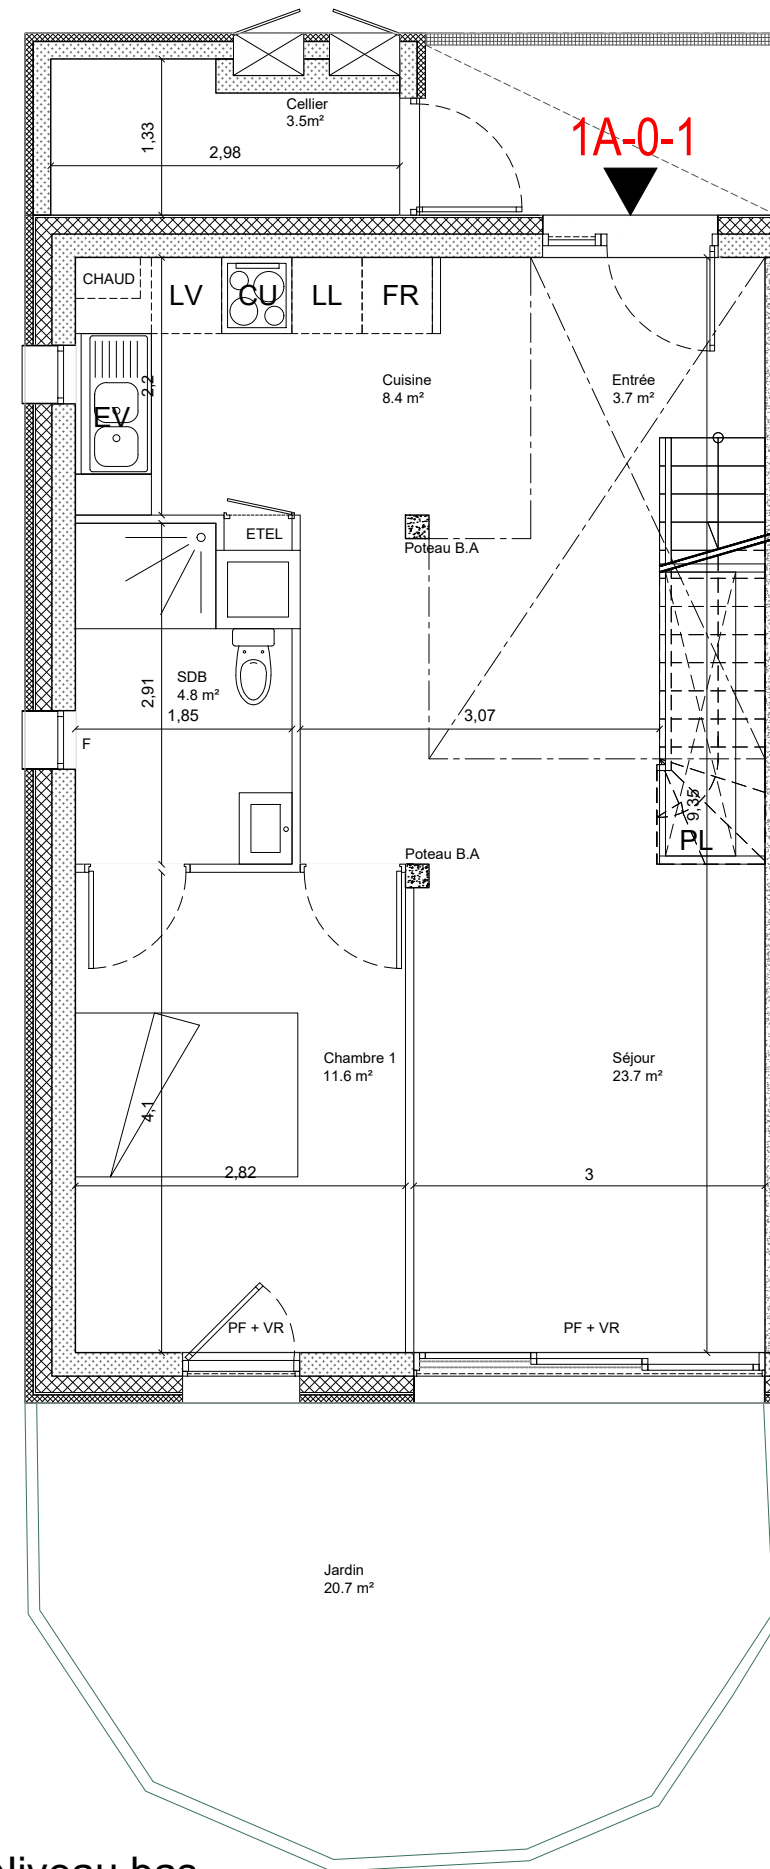 Cellier
3.5m²
1,33
2,98
1A-0-1
CHAUD
LV
CU
LL
FR
2,2
EV
Cuisine
8.4 m²
Entrée
3.7 m²
ETEL
Poteau B.A
SDB
4.8 m²
2,91
1,85
3,07
F
9,35
PL
Poteau B.A
Chambre 1
11.6 m²
Séjour
23.7 m²
4,1
2,82
3
PF + VR
PF + VR
Jardin
20.7 m²
Niveau bas